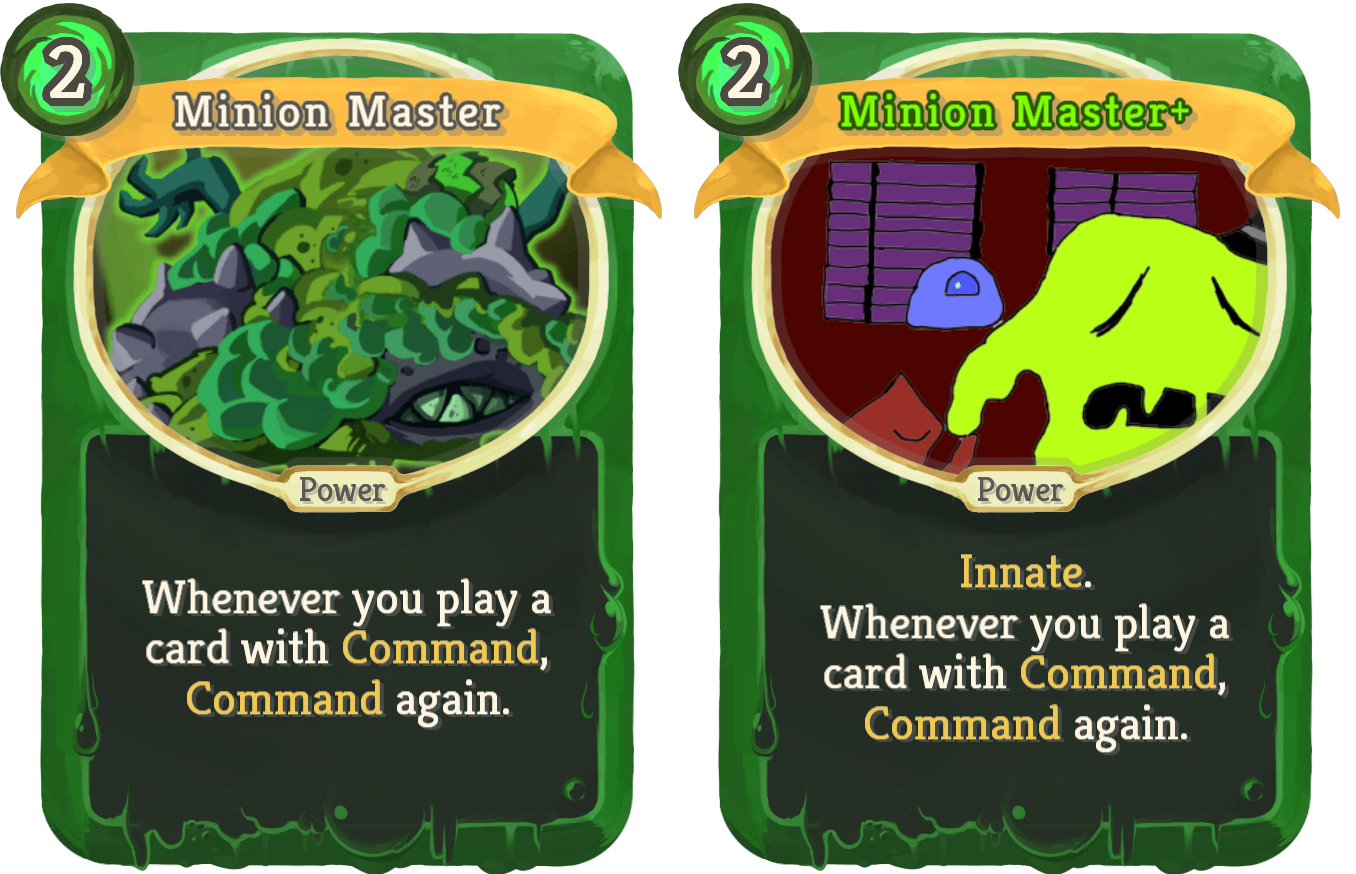 2
Minion Master
Power
Whenever you play a
card with Command,
Command again.
2
Minion Master+
Power
Innate.
Whenever you play a
card with Command,
Command again.